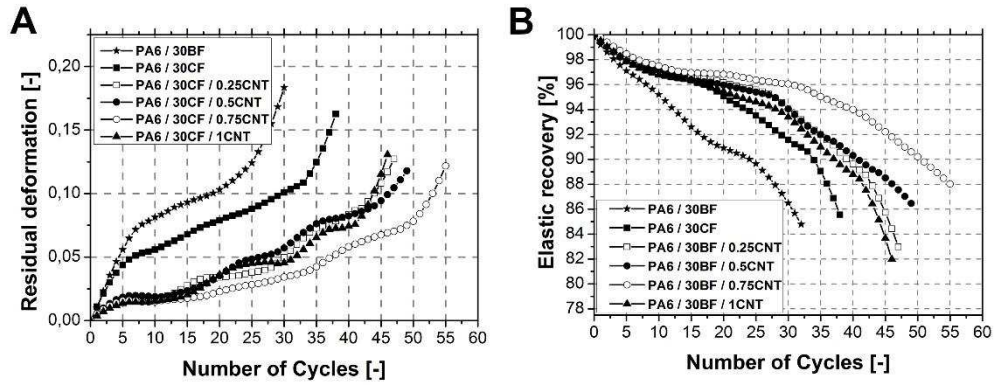 A
Residual deformation [-]
0,20
0,15
0,10
0,05
0,00
PA6 / 30BF
PA6 / 30CF
PA6 / 30CF / 0.25CNT
PA6 / 30CF / 0.5CNT
PA6 / 30CF / 0.75CNT
PA6 / 30CF / 1CNT
0 5 10 15 20 25 30 35 40 45 50 55 60
Number of Cycles [-]
B
Elastic recovery [%]
100
98
96
94
92
90
88
86
84
82
80
78
PA6 / 30BF
PA6 / 30CF
PA6 / 30BF / 0.25CNT
PA6 / 30BF / 0.5CNT
PA6 / 30BF / 0.75CNT
PA6 / 30BF / 1CNT
0 5 10 15 20 25 30 35 40 45 50 55 60
Number of Cycles [-]